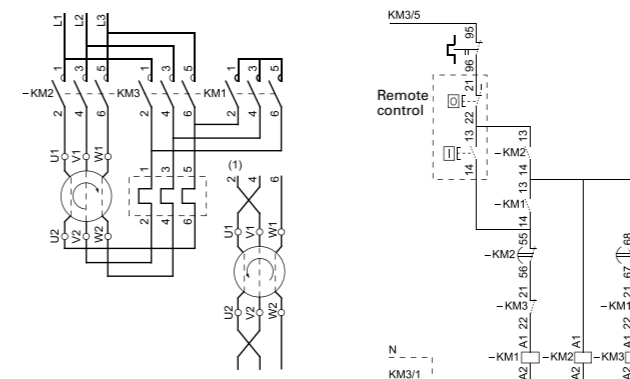 L1 L2 L3
1 3 5 1 3 5 1 3 5
–KM2 –KM3 KM1–
2 4 6 2 4 6 2 4 6
U1 V1 W1
1 3 5
2 4 6
U2 V2 W2
(1)
2 4 6
U1 V1 W1
U2 V2 W2
KM3/5
95
96
Remote
control
21
O
22
13
I
14
13
–KM2
14
13
–KM1
14
55
–KM2
56
21
–KM3
22
68
67
21
–KM1
22
N
A1 A1 A1
–KM1 –KM2 –KM3
A2 A2 A2
KM3/1